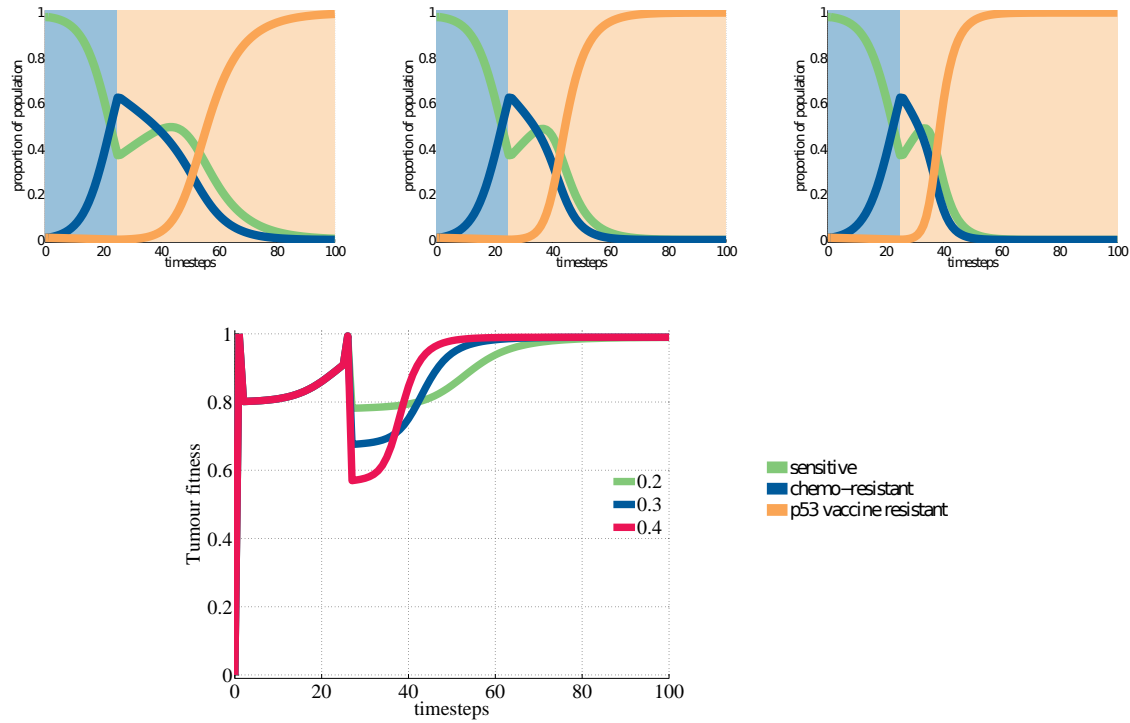 1
0.8
0.6
0.4
0.2
0
proportion of population
0 20 40 60 80 100
timesteps
1
0.8
0.6
0.4
0.2
0
proportion of population
0 20 40 60 80 100
timesteps
1
0.8
0.6
0.4
0.2
0
proportion of population
0 20 40 60 80 100
timesteps
1
0.8
0.6
0.4
0.2
0
Tumour fitness
0 20 40 60 80 100
timesteps
0.2
0.3
0.4
sensitive
chemo-resistant
p53 vaccine resistant